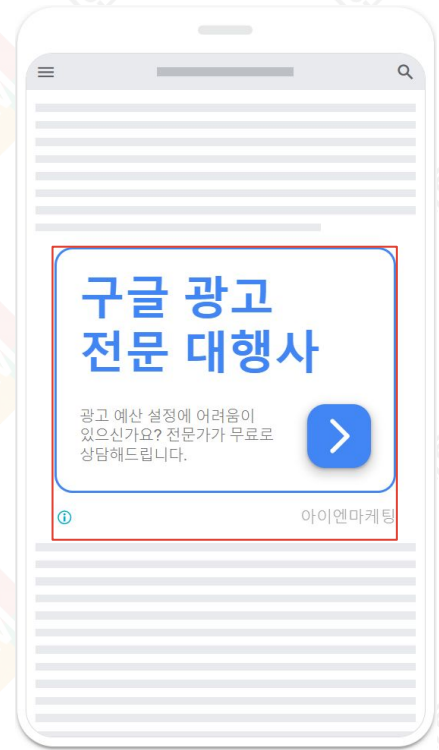 구글 광고
전문 대행사
광고 예산 설정에 어려움이
있으신가요? 전문가가 무료로
상담해드립니다.
아이엔마케팅